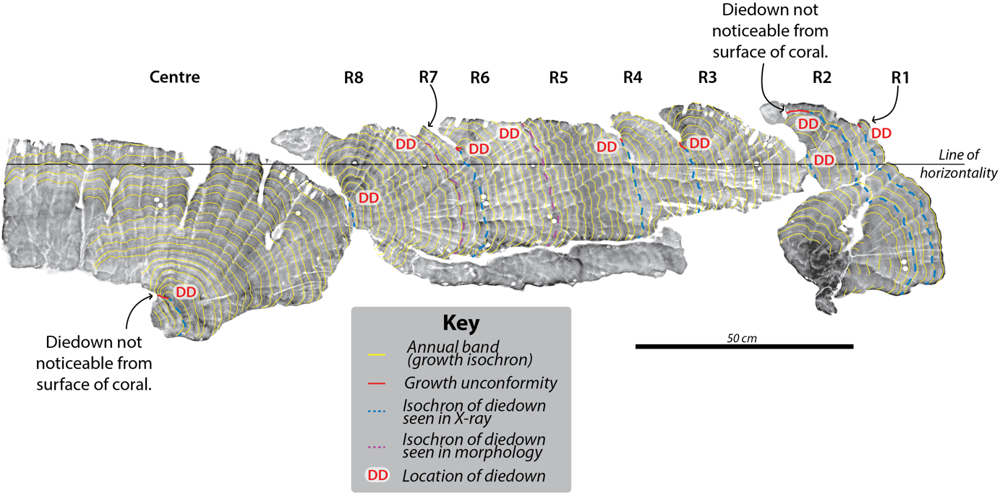 Diedown not
noticeable from
surface of coral.
Centre
R8
R7
R6
R5
R4
R3
R2
R1
DD
DD
DD
DD
DD
DD
DD
DD
DD
DD
Line of
horizontality
Diedown not
noticeable from
surface of coral.
50 cm
Key
Annual band
(growth isochron)
Growth unconformity
Isochron of diedown
seen in X-ray
Isochron of diedown
seen in morphology
DD Location of diedown